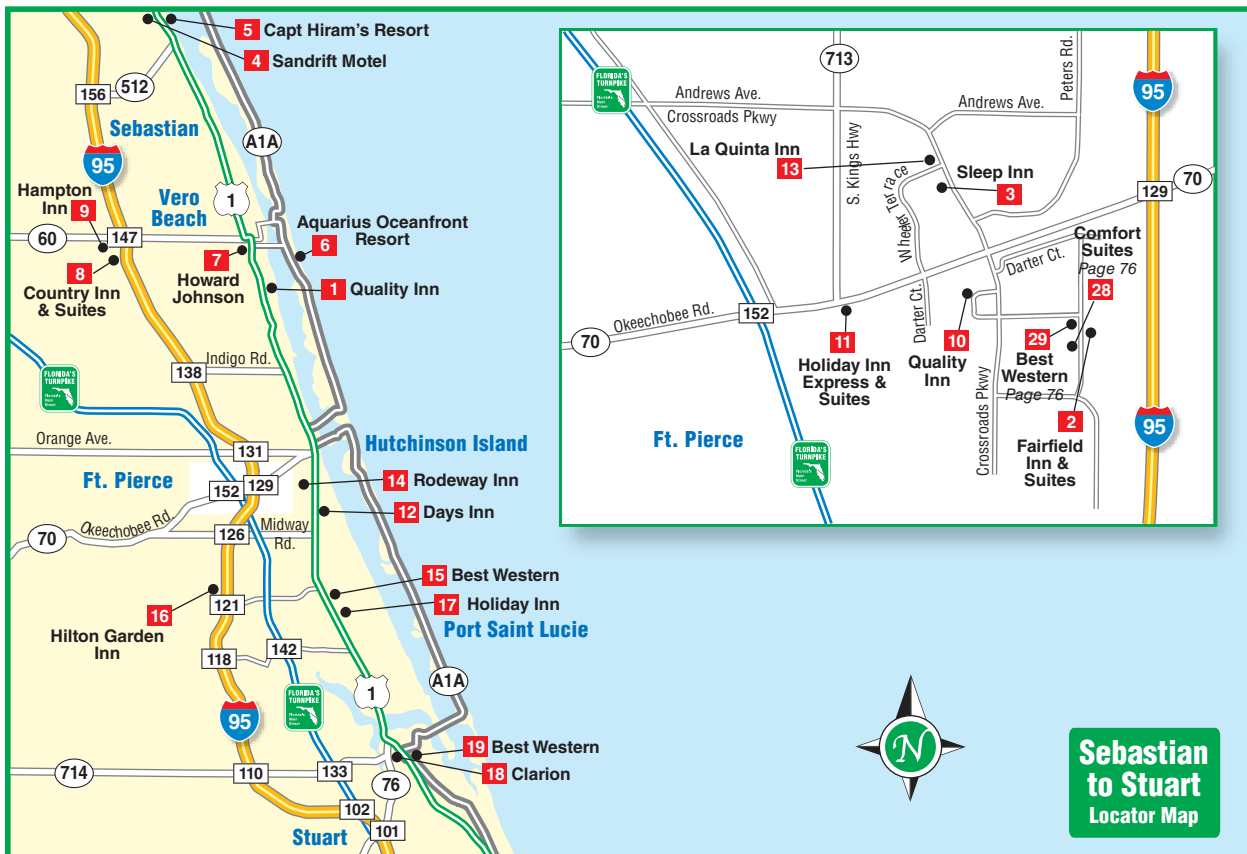 5 Capt Hiram's Resort
4 Sandrift Motel
512
156
Sebastian
A1A
95
Hampton
Inn 9
Vero
Beach
1
Aquarius Oceanfront
Resort
6
60
147
7
Howard
Johnson
8
Country Inn
& Suites
1 Quality Inn
Indigo Rd.
138
FLORIDA'S
TURNPIKE
Orange Ave.
131
Hutchinson Island
Ft. Pierce
152
129
14 Rodeway Inn
12 Days Inn
Okeechobee Rd.
70
126
Midway
Rd.
15 Best Western
17 Holiday Inn
Port Saint Lucie
16
121
Hilton Garden
Inn
118
142
A1A
FLORIDA'S
TURNPIKE
1
95
19 Best Western
18 Clarion
714
110
133
76
102
101
Stuart
713
FLORIDA'S
TURNPIKE
Andrews Ave.
Crossroads Pkwy
Andrews Ave.
Peters Rd.
95
La Quinta Inn
13
S. Kings Hwy
Sleep Inn
3
Wheeler Terrace
129
70
Comfort
Suites
Page 76
28
Darter Ct.
Darter Ct.
152
Okeechobee Rd.
70
11
Holiday Inn
Express &
Suites
10
Quality
Inn
29
Best
Western
Page 76
Crossroads Pkwy
2
Fairfield
Inn &
Suites
95
Ft. Pierce
FLORIDA'S
TURNPIKE
N
Sebastian
to Stuart
Locator Map